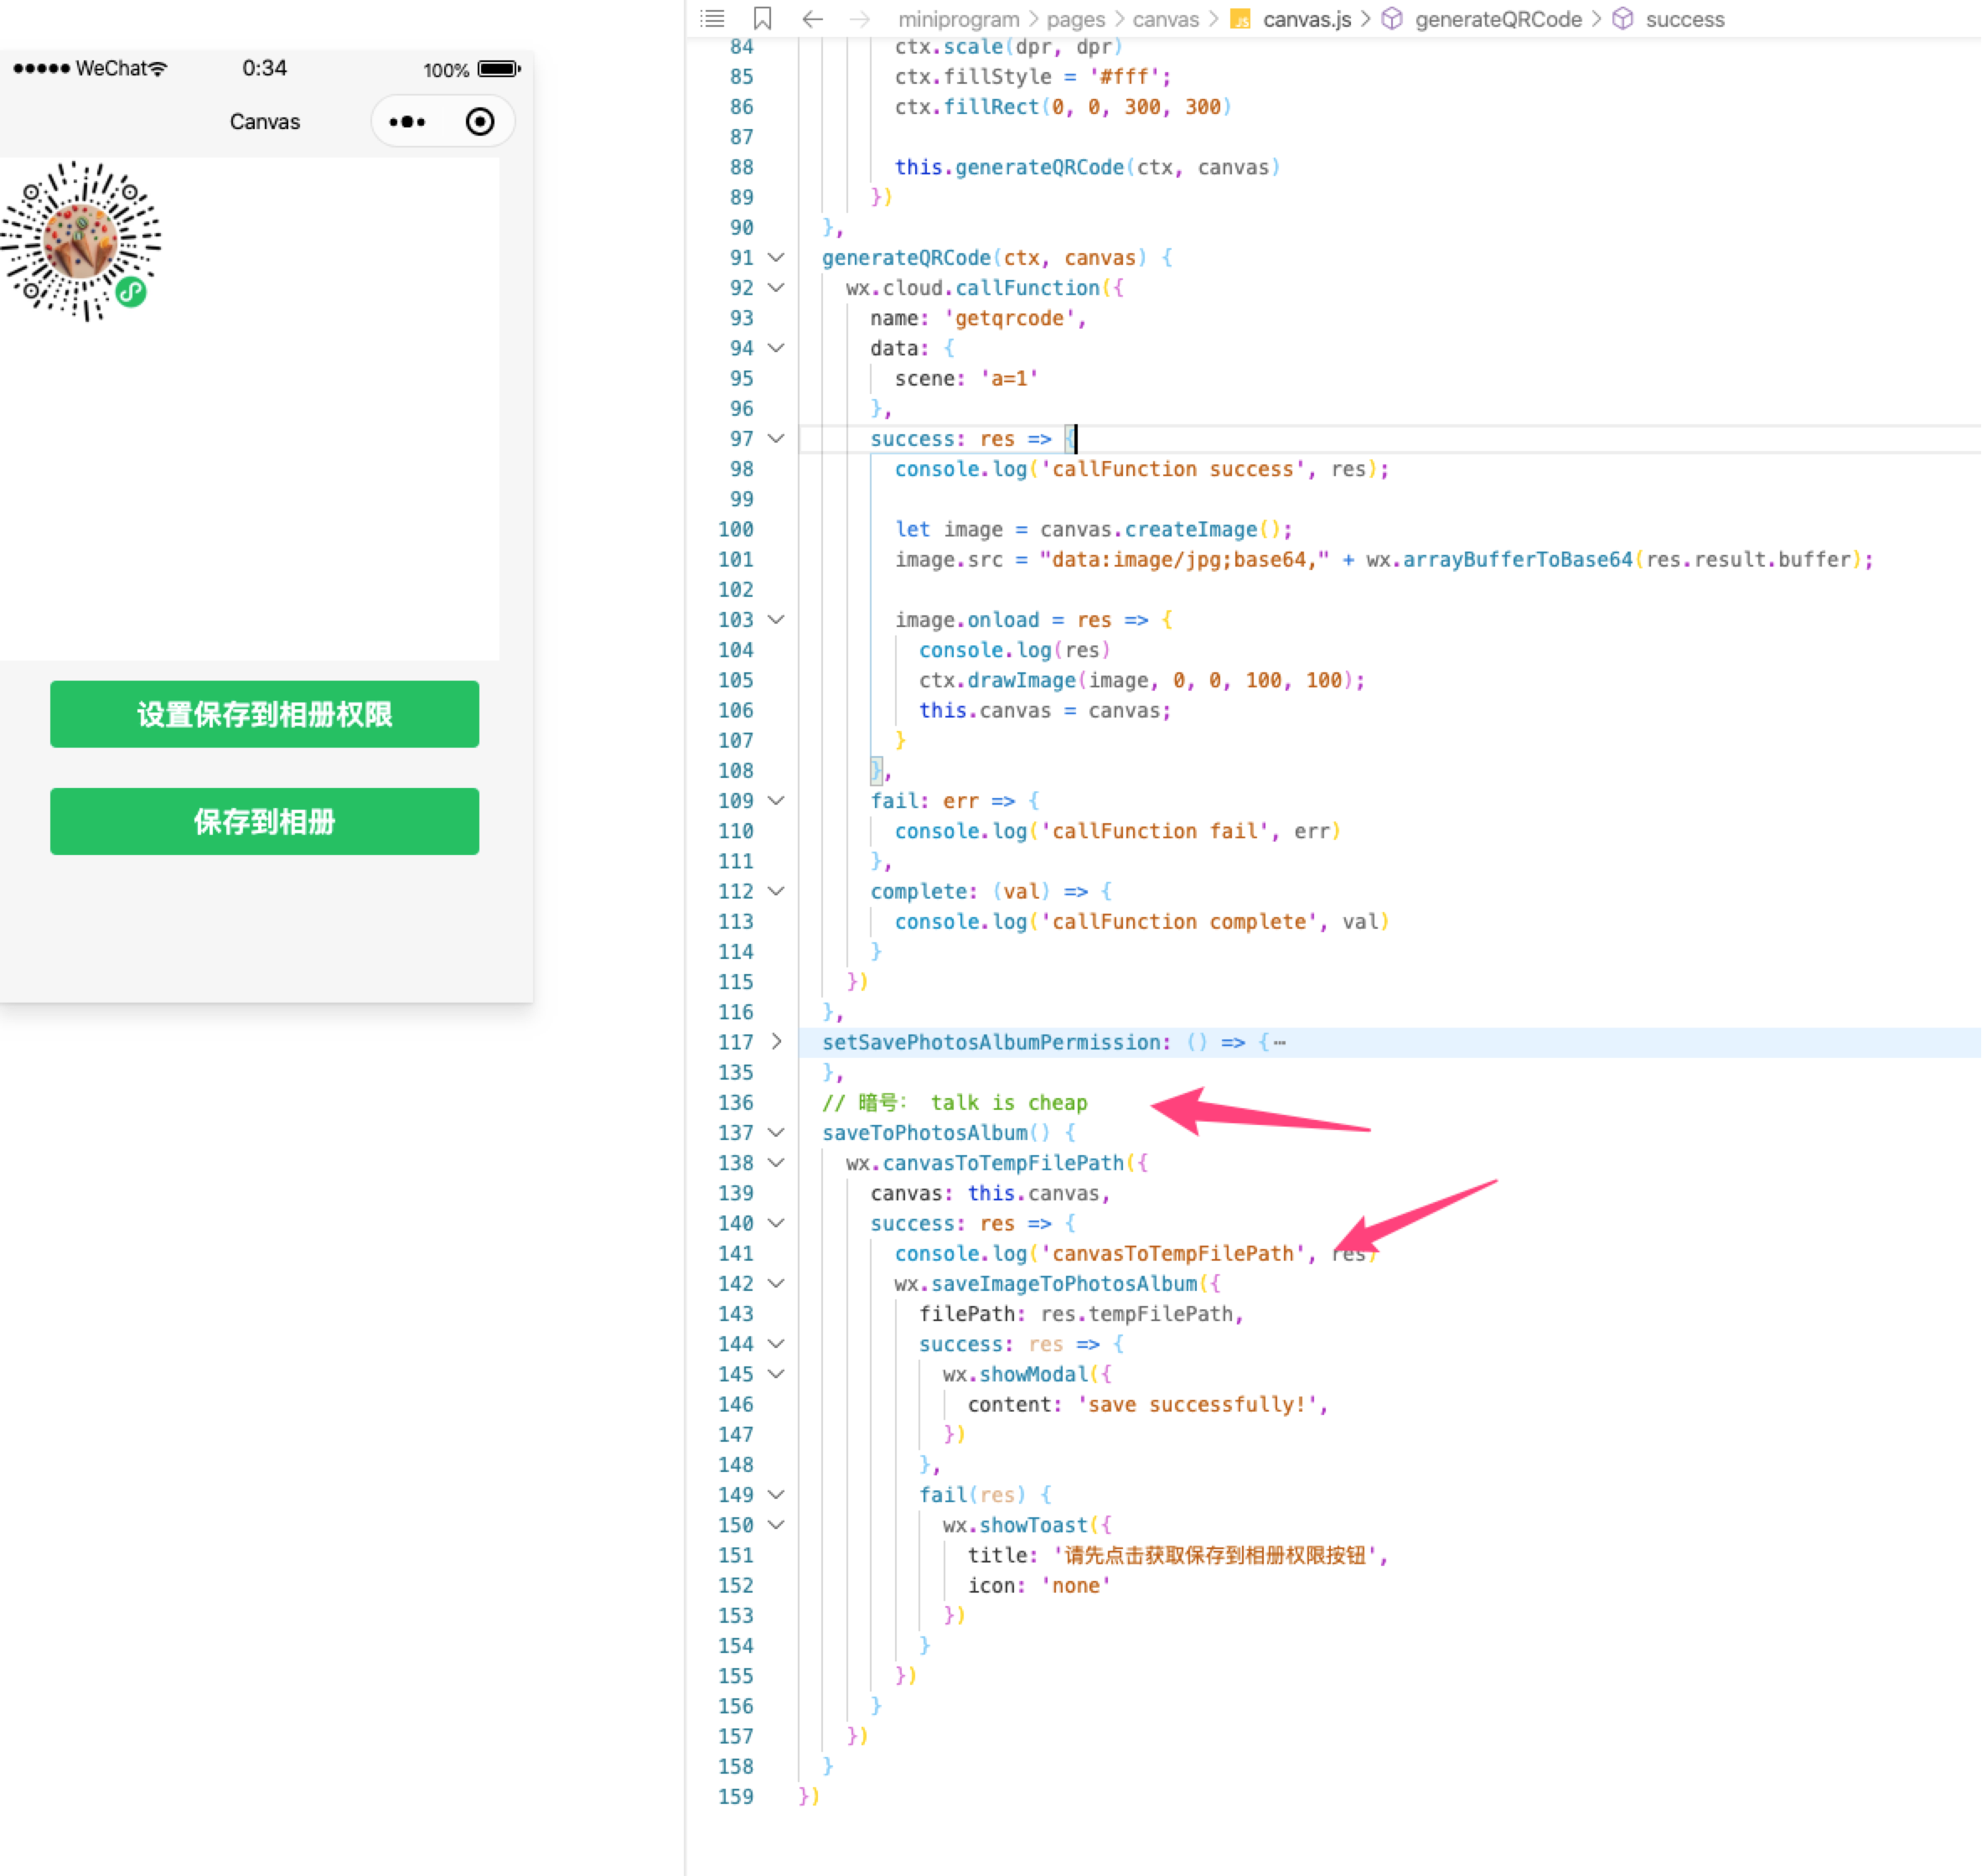 WeChat
0:34
100%
Canvas
设置保存到相册权限
保存到相册
miniprogram > pages > canvas > JS canvas.js > generateQRCode > success
84 ctx.scale(dpr, dpr)
85 ctx.fillStyle = '#fff';
86 ctx.fillRect(0, 0, 300, 300)
87
88 this.generateQRCode(ctx, canvas)
89 })
90 },
91 generateQRCode(ctx, canvas) {
92 wx.cloud.callFunction({
93 name: 'getqrcode',
94 data: {
95 scene: 'a=1'
96 },
97 success: res => {
98 console.log('callFunction success', res);
99
100 let image = canvas.createImage();
101 image.src = "data:image/jpg;base64," + wx.arrayBufferToBase64(res.result.buffer);
102
103 image.onload = res => {
104 console.log(res)
105 ctx.drawImage(image, 0, 0, 100, 100);
106 this.canvas = canvas;
107 }
108 },
109 fail: err => {
110 console.log('callFunction fail', err)
111 },
112 complete: (val) => {
113 console.log('callFunction complete', val)
114 }
115 })
116 },
117 setSavePhotosAlbumPermission: () => {⋯
135 },
136 // 暗号： talk is cheap
137 saveToPhotosAlbum() {
138 wx.canvasToTempFilePath({
139 canvas: this.canvas,
140 success: res => {
141 console.log('canvasToTempFilePath', res)
142 wx.saveImageToPhotosAlbum({
143 filePath: res.tempFilePath,
144 success: res => {
145 wx.showModal({
146 content: 'save successfully!',
147 })
148 },
149 fail(res) {
150 wx.showToast({
151 title: '请先点击获取保存到相册权限按钮',
152 icon: 'none'
153 })
154 }
155 })
156 }
157 })
158 }
159 })